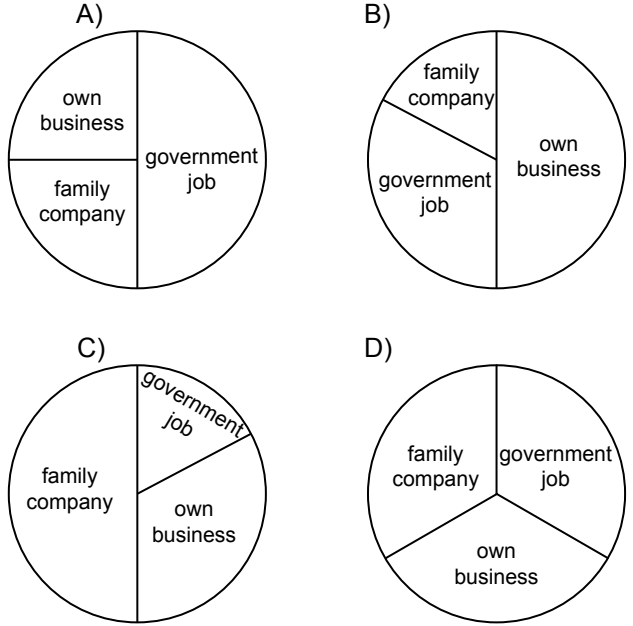 A)
own
business
government
job
family
company
B)
family
company
own
business
government
job
C)
government
job
family
company
own
business
D)
family
company
government
job
own
business